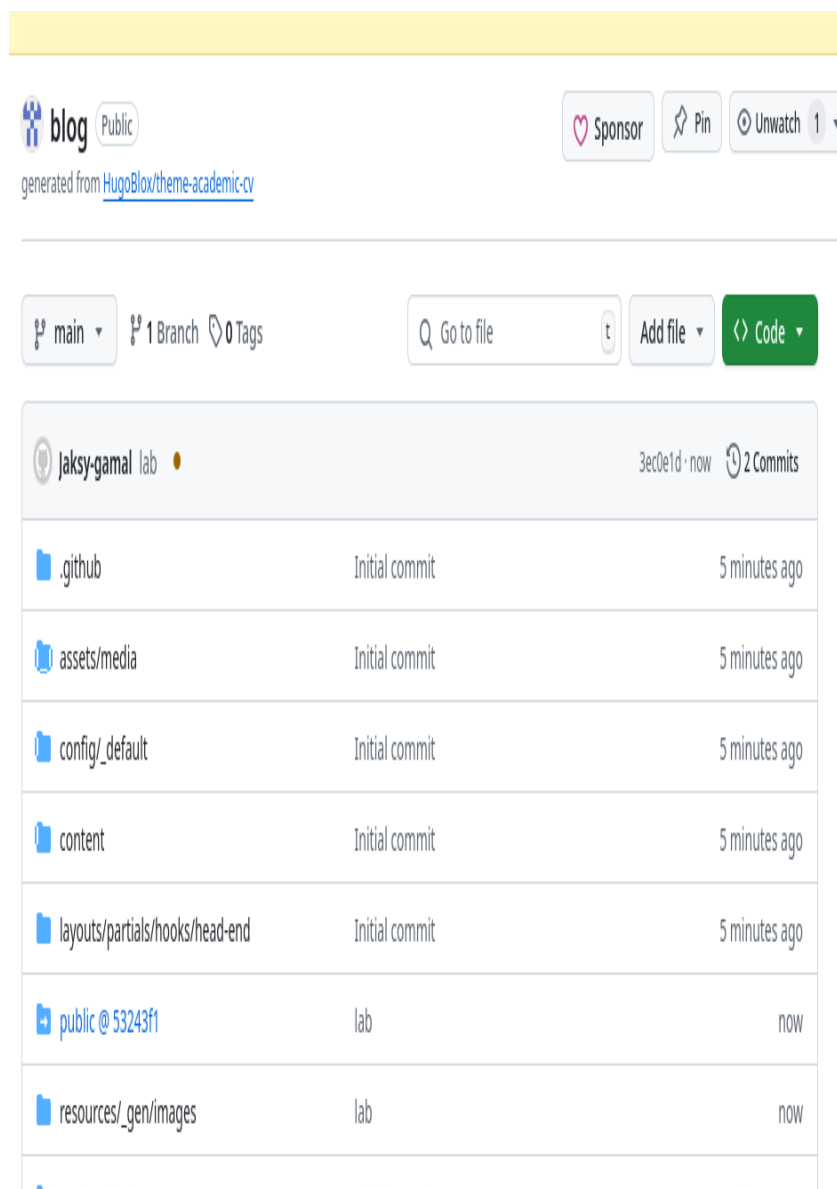 blog Public
Sponsor Pin Unwatch 1
generated from HugoBlox/theme-academic-cv
main 1 Branch 0 Tags Go to file t Add file Code
Jaksy-gamal lab 3ec0e1d · now 2 Commits
.github Initial commit 5 minutes ago
assets/media Initial commit 5 minutes ago
config/_default Initial commit 5 minutes ago
content Initial commit 5 minutes ago
layouts/partials/hooks/head-end Initial commit 5 minutes ago
public @ 53243f1 lab now
resources/_gen/images lab now